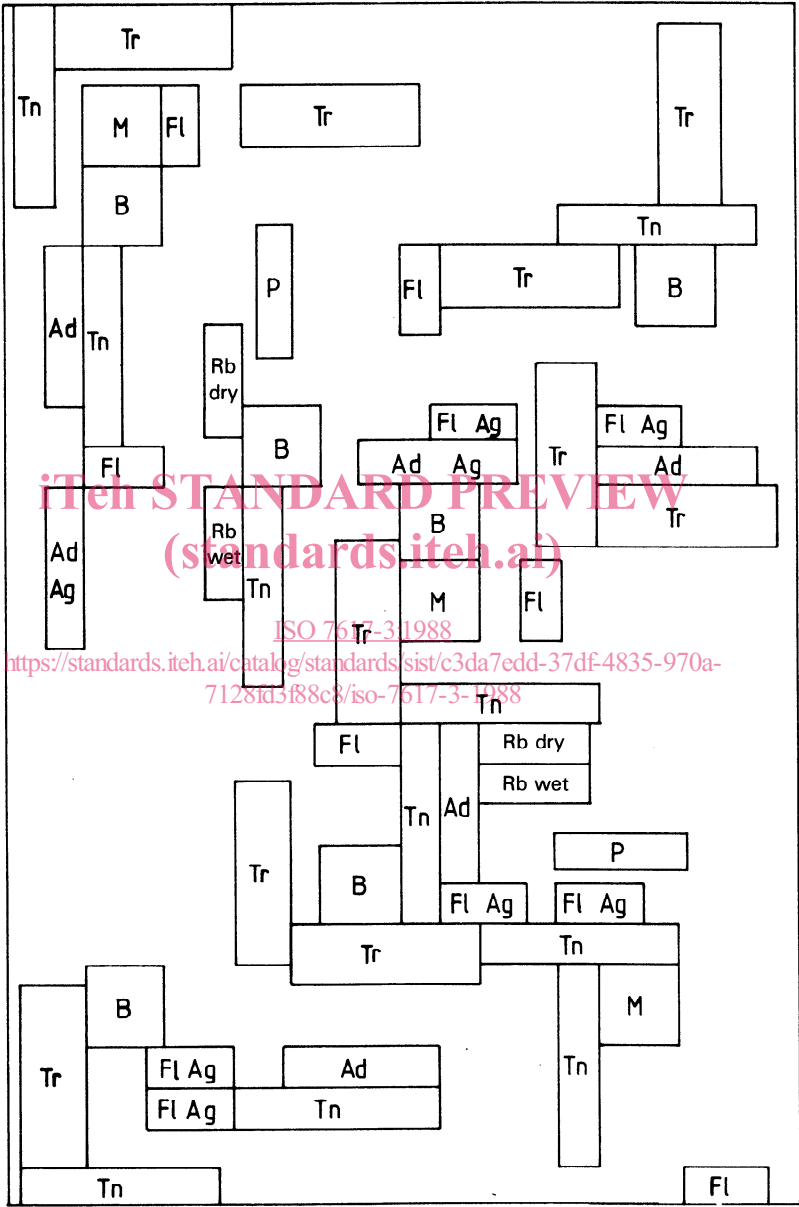 Tr
Tn
M Fl
Tr
Tr
B
Tn
P
Fl
Tr
B
Ad
Tn
Rb
dry
Fl Ag
Fl Ag
B
Tr
Fl
Ad Ag
Ad
iTeh STANDARD PREVIEW
(standards.iteh.ai)
B
Tr
Rb
wet
Ad
Ag
Tn
M
Fl
Tr
ISO 7617-3:1988
https://standards.iteh.ai/catalog/standards/sist/c3da7edd-37df-4835-970a-
7128fd3f88c8/iso-7617-3-1988
Tn
Fl
Rb dry
Rb wet
Tn
Ad
P
Tr
B
Fl Ag
Fl Ag
Tr
Tn
B
M
Tn
Tr
Fl Ag
Ad
Fl Ag
Tn
Tn
Fl